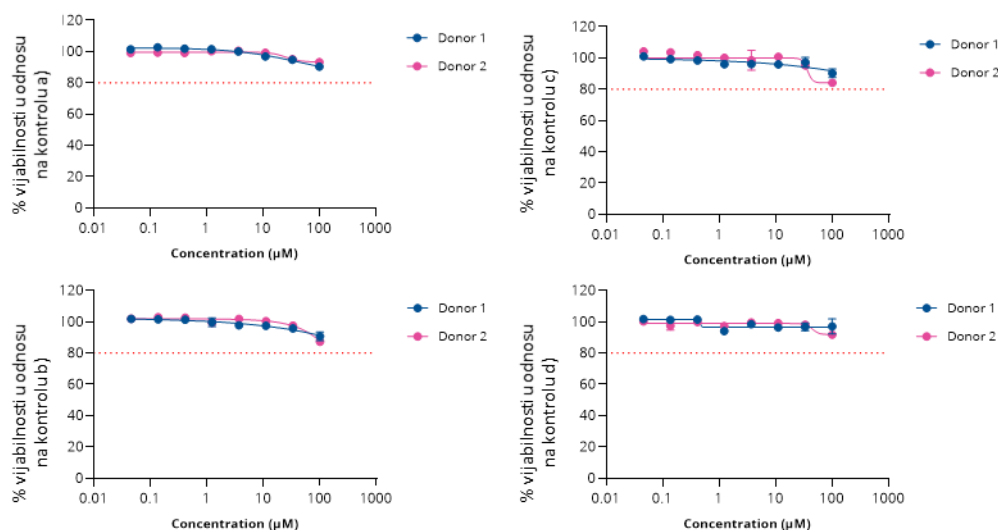 % vijabilnosti u odnosu
na kontrolu a)
120
100
80
60
40
20
0
0.01
0.1
1
10
100
1000
Concentration (µM)
Donor 1
Donor 2
% vijabilnosti u odnosu
na kontrolu c)
120
100
80
60
40
20
0
0.01
0.1
1
10
100
1000
Concentration (µM)
Donor 1
Donor 2
% vijabilnosti u odnosu
na kontrolu b)
120
100
80
60
40
20
0
0.01
0.1
1
10
100
1000
Concentration (µM)
Donor 1
Donor 2
% vijabilnosti u odnosu
na kontrolu d)
120
100
80
60
40
20
0
0.01
0.1
1
10
100
1000
Concentration (µM)
Donor 1
Donor 2